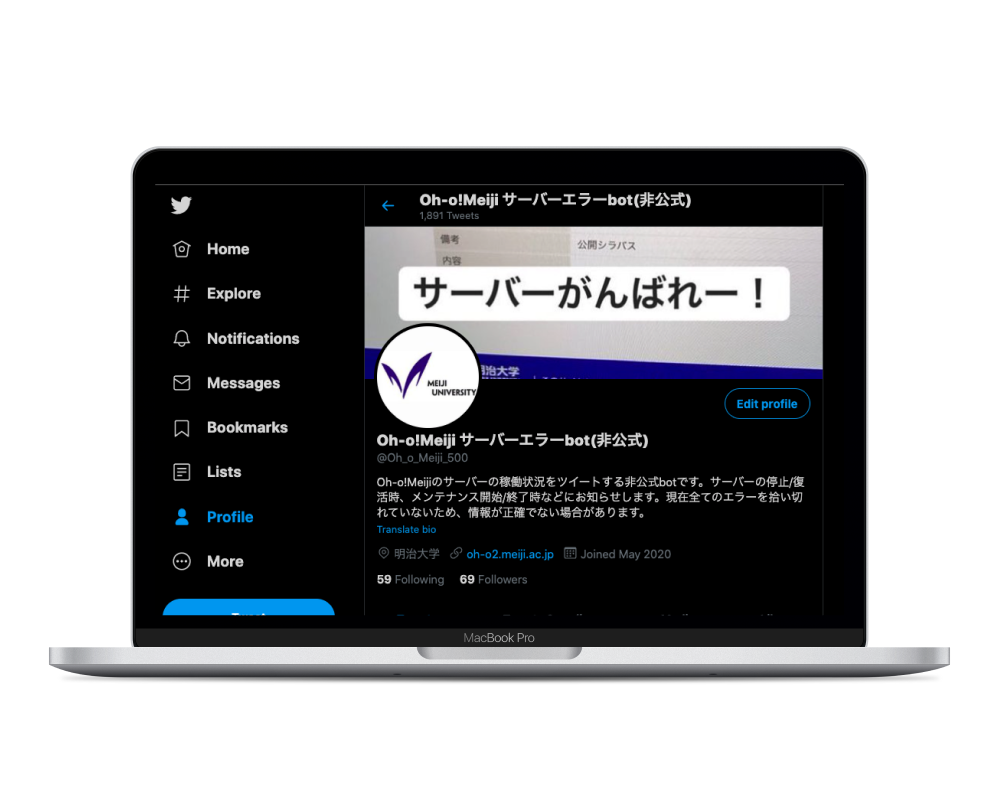 Oh-o!Meiji サーバーエラーbot(非公式)
1,891 Tweets
Home
Explore
Notifications
Messages
Bookmarks
Lists
Profile
More
備考
公開シラバス
内容
サーバーがんばれー！
明治大学
MEIJI
UNIVERSITY
Edit profile
Oh-o!Meiji サーバーエラーbot(非公式)
@Oh_o_Meiji_500
Oh-o!Meijiのサーバーの稼働状況をツイートする非公式botです。サーバーの停止/復
活時、メンテナンス開始/終了時などにお知らせします。現在全てのエラーを拾い切
れていないため、情報が正確でない場合があります。
Translate bio
明治大学 oh-o2.meiji.ac.jp Joined May 2020
59 Following 69 Followers
MacBook Pro